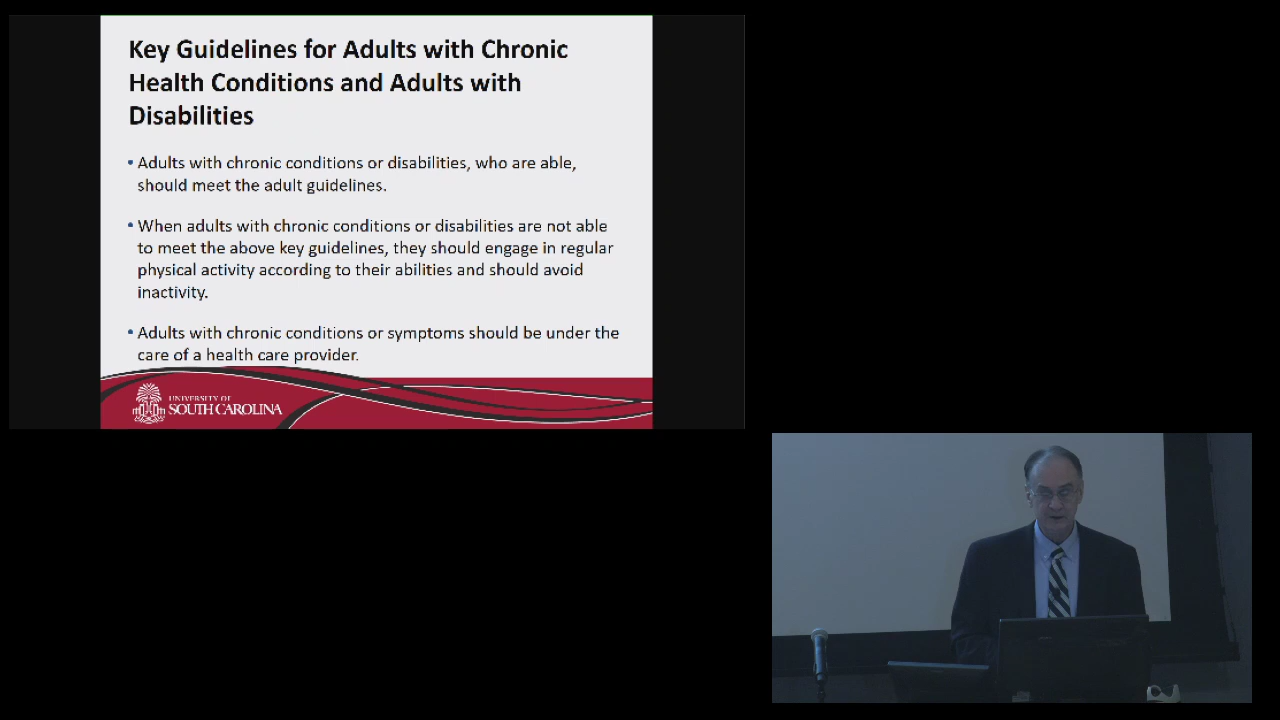 Key Guidelines for Adults with Chronic
Health Conditions and Adults with
Disabilities
• Adults with chronic conditions or disabilities, who are able,
should meet the adult guidelines.
• When adults with chronic conditions or disabilities are not able
to meet the above key guidelines, they should engage in regular
physical activity according to their abilities and should avoid
inactivity.
• Adults with chronic conditions or symptoms should be under the
care of a health care provider.
UNIVERSITY OF
SOUTH CAROLINA